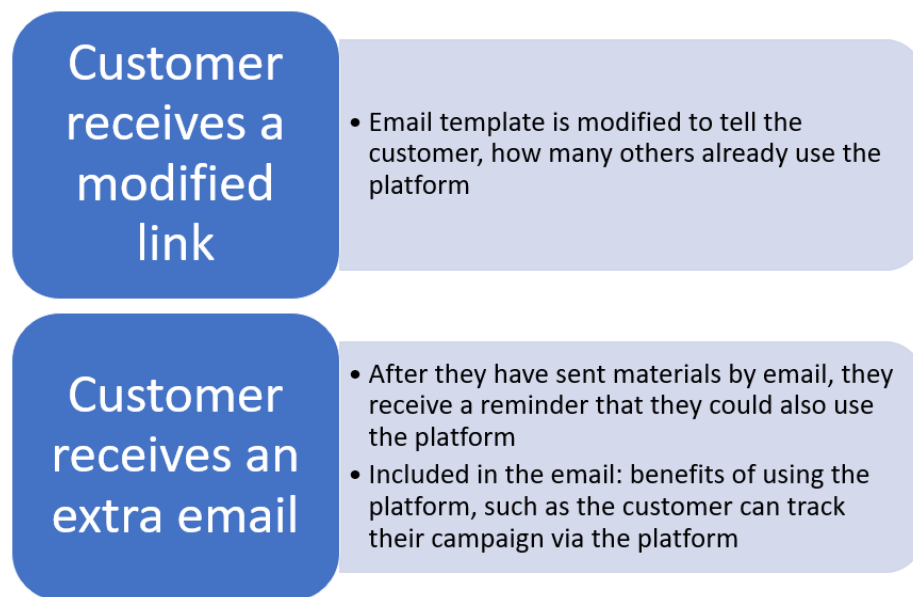 Customer
receives a
modified
link
• Email template is modified to tell the
customer, how many others already use the
platform
Customer
receives an
extra email
• After they have sent materials by email, they
receive a reminder that they could also use
the platform
• Included in the email: benefits of using the
platform, such as the customer can track
their campaign via the platform